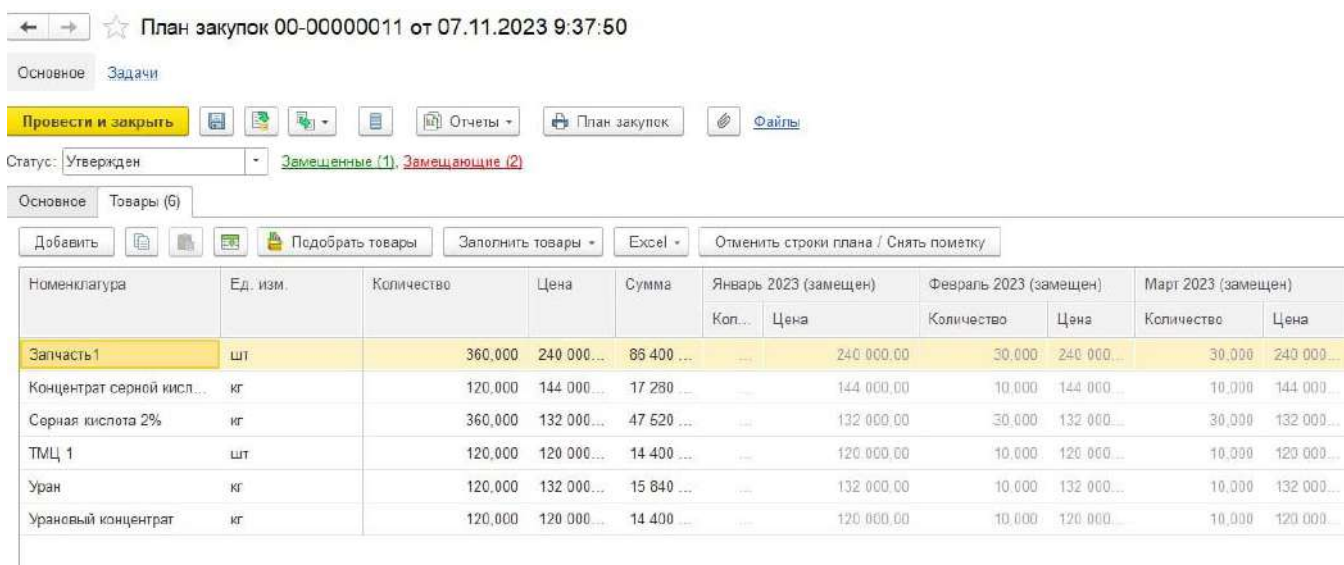 План закупок 00-00000011 от 07.11.2023 9:37:50
Основное Задачи
Провести и закрыть Отчеты План закупок Файлы
Статус: Утвержден Замещенные (1), Замещающие (2)
Основное Товары (6)
Добавить Подобрать товары Заполнить товары Excel Отменить строки плана / Снять пометку
Номенклатура Ед. изм. Количество Цена Сумма Январь 2023 (замещен) Февраль 2023 (замещен) Март 2023 (замещен)
Кол... Цена Количество Цена Количество Цена
Запчасть1 шт 360,000 240 000... 86 400 ... ... 240 000,00 30,000 240 000... 30,000 240 000...
Концентрат серной кисл... кг 120,000 144 000... 17 280 ... ... 144 000,00 10,000 144 000... 10,000 144 000...
Серная кислота 2% кг 360,000 132 000... 47 520 ... ... 132 000,00 30,000 132 000... 30,000 132 000...
ТМЦ 1 шт 120,000 120 000... 14 400 ... ... 120 000,00 10,000 120 000... 10,000 120 000...
Уран кг 120,000 132 000... 15 840 ... ... 132 000,00 10,000 132 000... 10,000 132 000...
Урановый концентрат кг 120,000 120 000... 14 400 ... ... 120 000,00 10,000 120 000... 10,000 120 000...